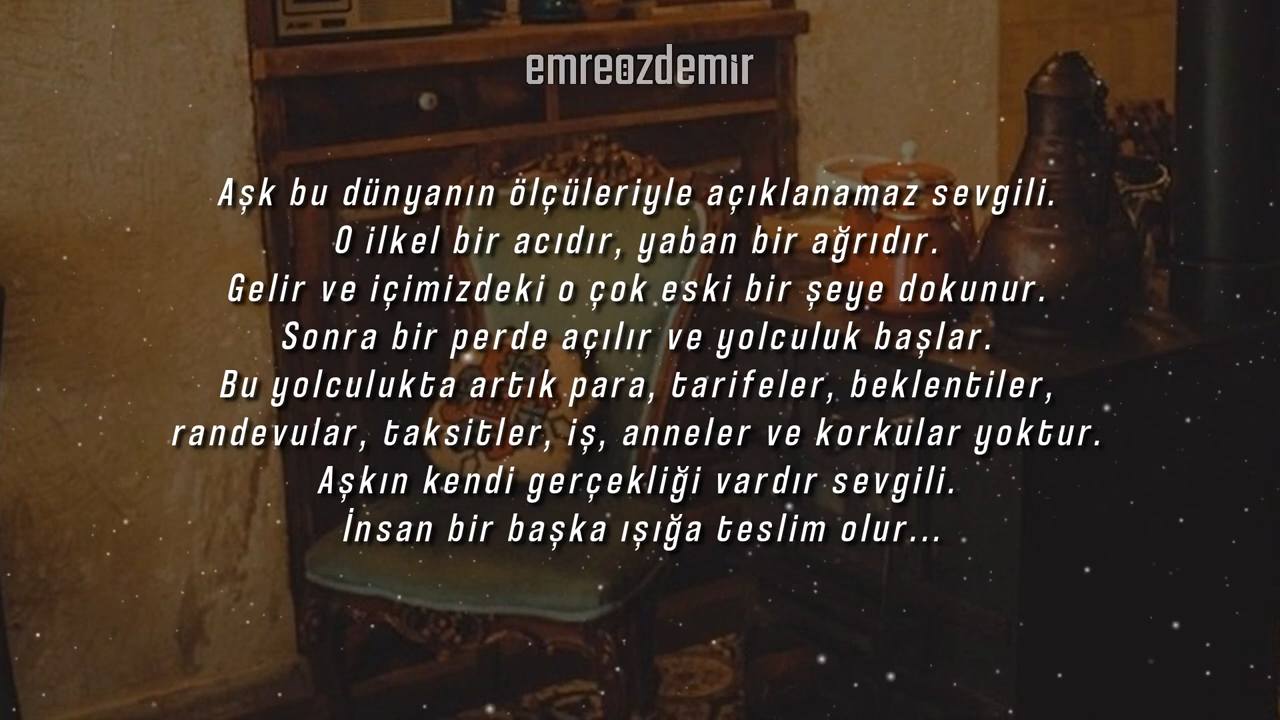 emreozdemir
Aşk bu dünyanın ölçüleriyle açıklanamaz sevgili.
O ilkel bir acıdır, yaban bir ağrıdır.
Gelir ve içimizdeki o çok eski bir şeye dokunur.
Sonra bir perde açılır ve yolculuk başlar.
Bu yolculukta artık para, tarifeler, beklentiler,
randevular, taksitler, iş, anneler ve korkular yoktur.
Aşkın kendi gerçekliği vardır sevgili.
İnsan bir başka ışığa teslim olur...